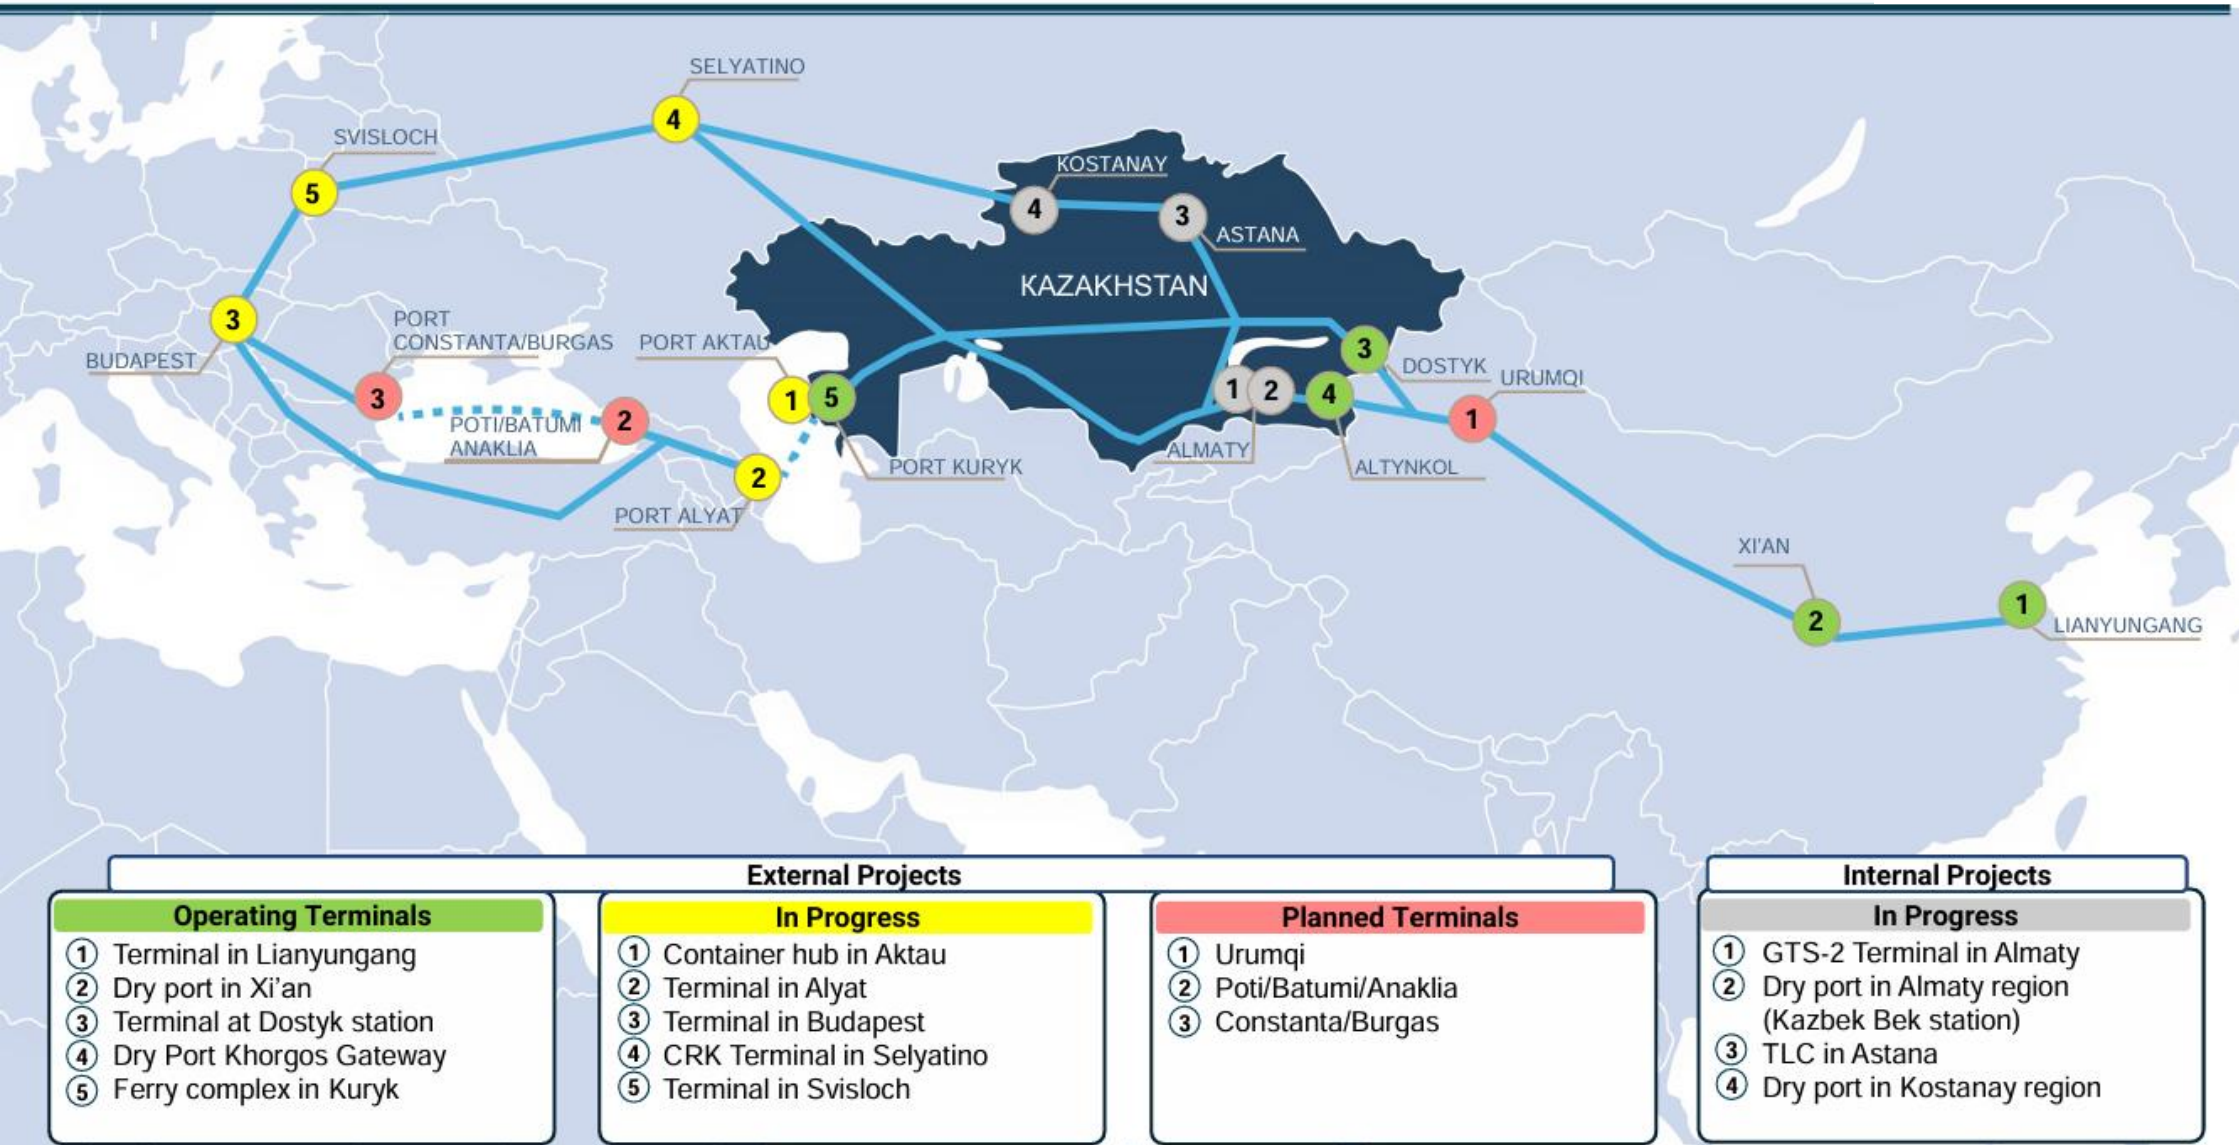 SELYATINO
4
SVISLOCH
5
KOSTANAY
4
3
ASTANA
KAZAKHSTAN
3
BUDAPEST
PORT
CONSTANTA/BURGAS
3
POTI/BATUMI
ANAKLIA
2
PORT AKTAU
1
5
2
PORT ALYAT
PORT KURYK
1
2
ALMATY
4
ALTYNKOL
3
DOSTYK
URUMQI
1
XI'AN
2
1
LIANYUNGANG
External Projects
Operating Terminals
1 Terminal in Lianyungang
2 Dry port in Xi’an
3 Terminal at Dostyk station
4 Dry Port Khorgos Gateway
5 Ferry complex in Kuryk
In Progress
1 Container hub in Aktau
2 Terminal in Alyat
3 Terminal in Budapest
4 CRK Terminal in Selyatino
5 Terminal in Svisloch
Planned Terminals
1 Urumqi
2 Poti/Batumi/Anaklia
3 Constanta/Burgas
Internal Projects
In Progress
1 GTS-2 Terminal in Almaty
2 Dry port in Almaty region
(Kazbek Bek station)
3 TLC in Astana
4 Dry port in Kostanay region